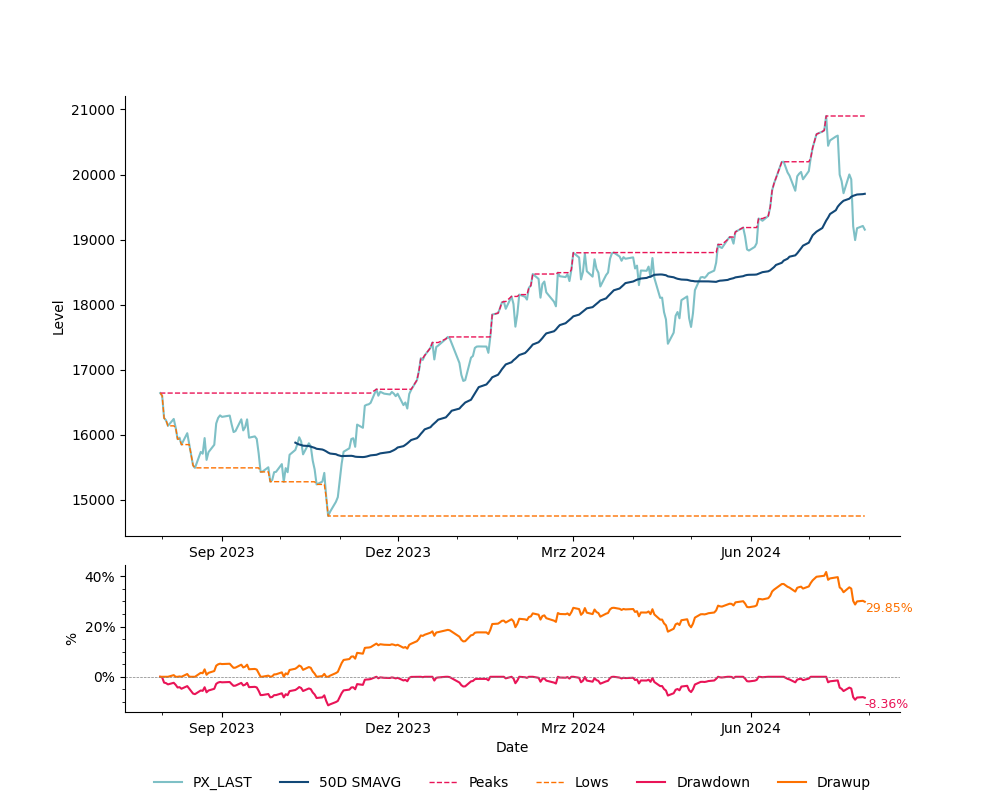 21000
20000
19000
18000
17000
16000
15000
Level
Sep 2023 Dez 2023 Mrz 2024 Jun 2024
40%
20%
0%
%
29.85%
-8.36%
Sep 2023 Dez 2023 Mrz 2024 Jun 2024
Date
PX_LAST 50D SMAVG Peaks Lows Drawdown Drawup